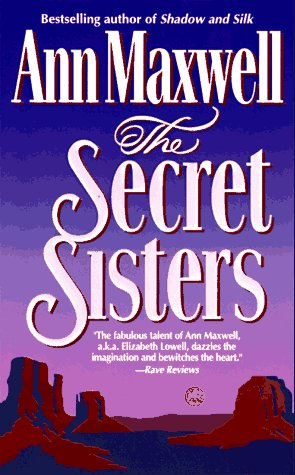 Bestselling author of Shadow and Silk
Ann Maxwell
The
Secret
Sisters
"The fabulous talent of Ann Maxwell,
a.k.a. Elizabeth Lowell, dazzles the
imagination and bewitches the heart."
—Rave Reviews